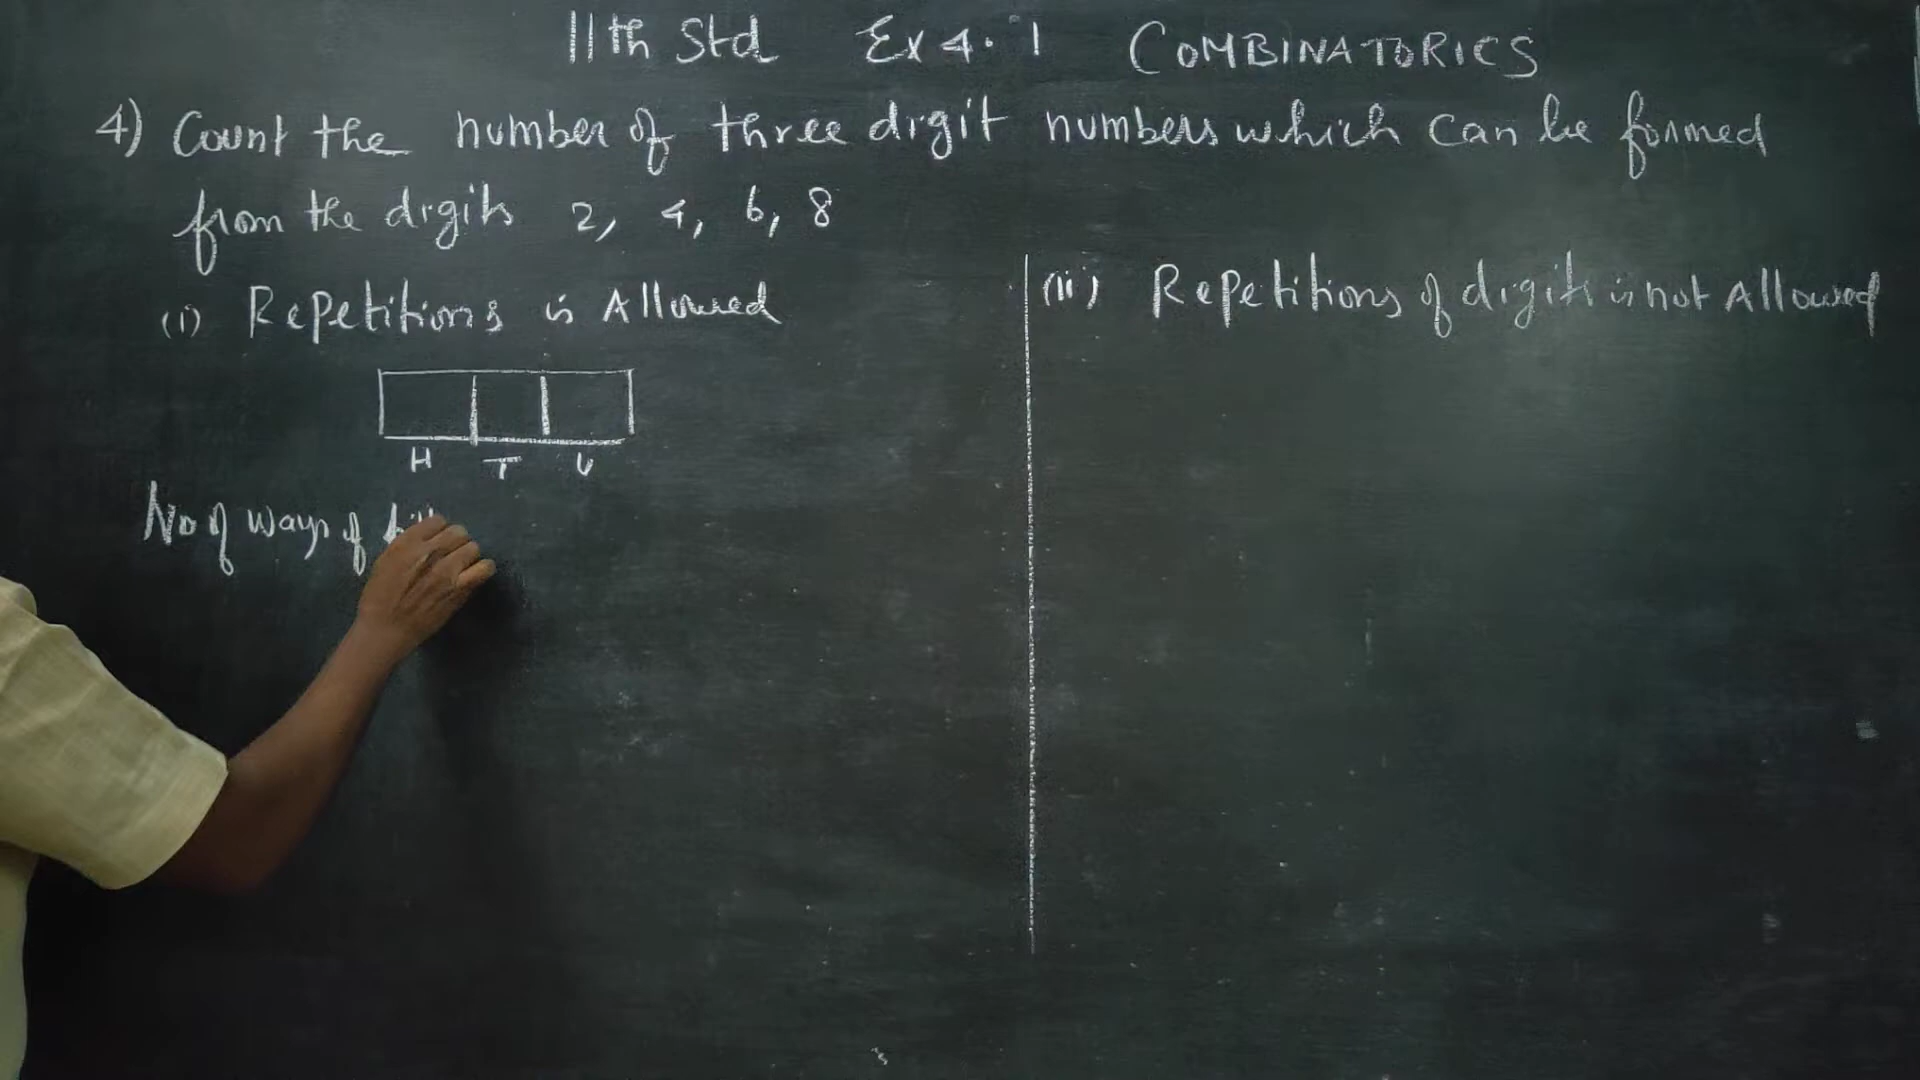 11th Std Ex 4.1 COMBINATORICS
4) Count the number of three digit numbers which can be formed
from the digits 2, 4, 6, 8
(i) Repetitions is Allowed
(ii) Repetitions of digits is not Allowed
H T U
No of ways of